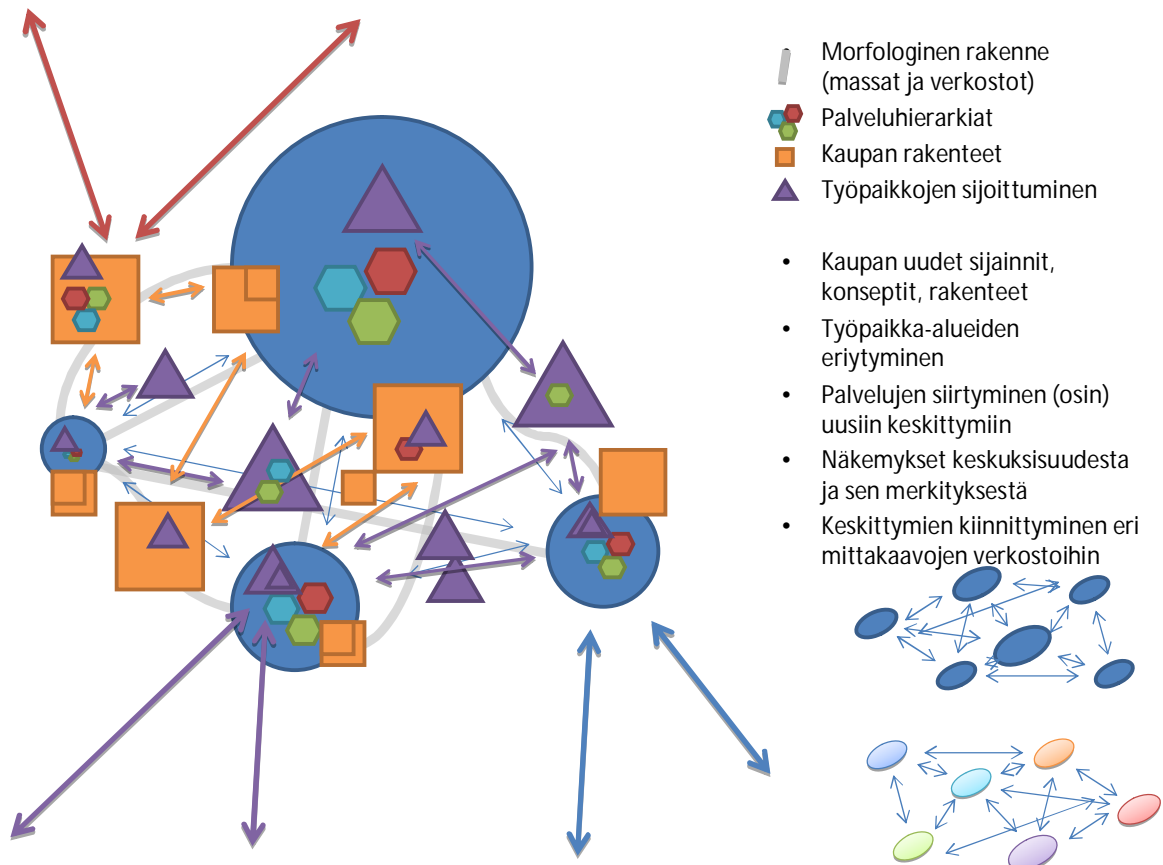 Morfologinen rakenne
(massat ja verkostot)
Palveluhierarkiat
Kaupan rakenteet
Työpaikkojen sijoittuminen
• Kaupan uudet sijainnit,
konseptit, rakenteet
• Työpaikka-alueiden
eriytyminen
• Palvelujen siirtyminen (osin)
uusiin keskittymiin
• Näkemykset keskuksisuudesta
ja sen merkityksestä
• Keskittymien kiinnittyminen eri
mittakaavojen verkostoihin